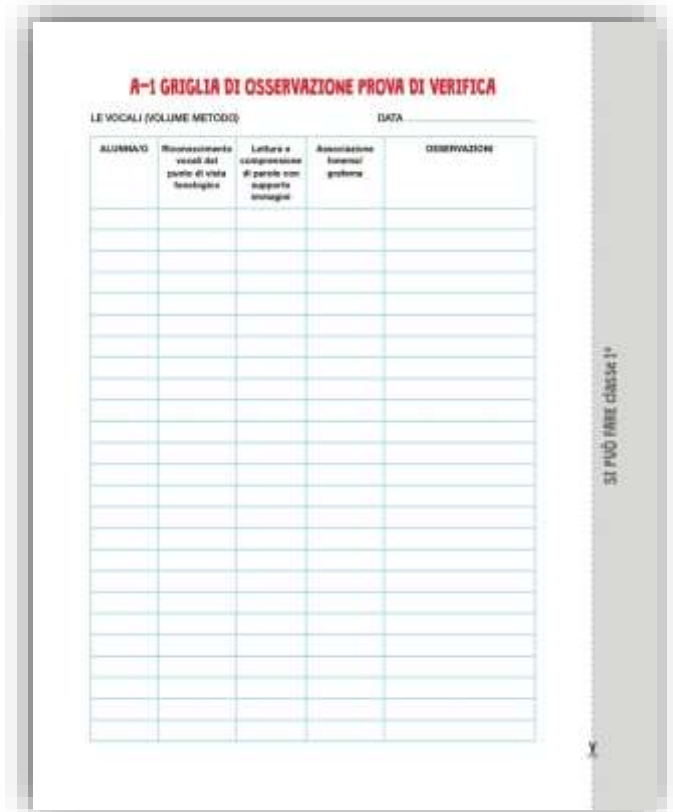 A-1 GRIGLIA DI OSSERVAZIONE PROVA DI VERIFICA
LE VOCALI (VOLUME METODO)
DATA
ALUNNA/O
Riconoscimento
vocali dal
punto di vista
fonologico
Lettura e
comprensione
di parole con
supporto
immagini
Associazione
fonema/
grafema
OSSERVAZIONI
SI PUÒ FARE classe 1ª